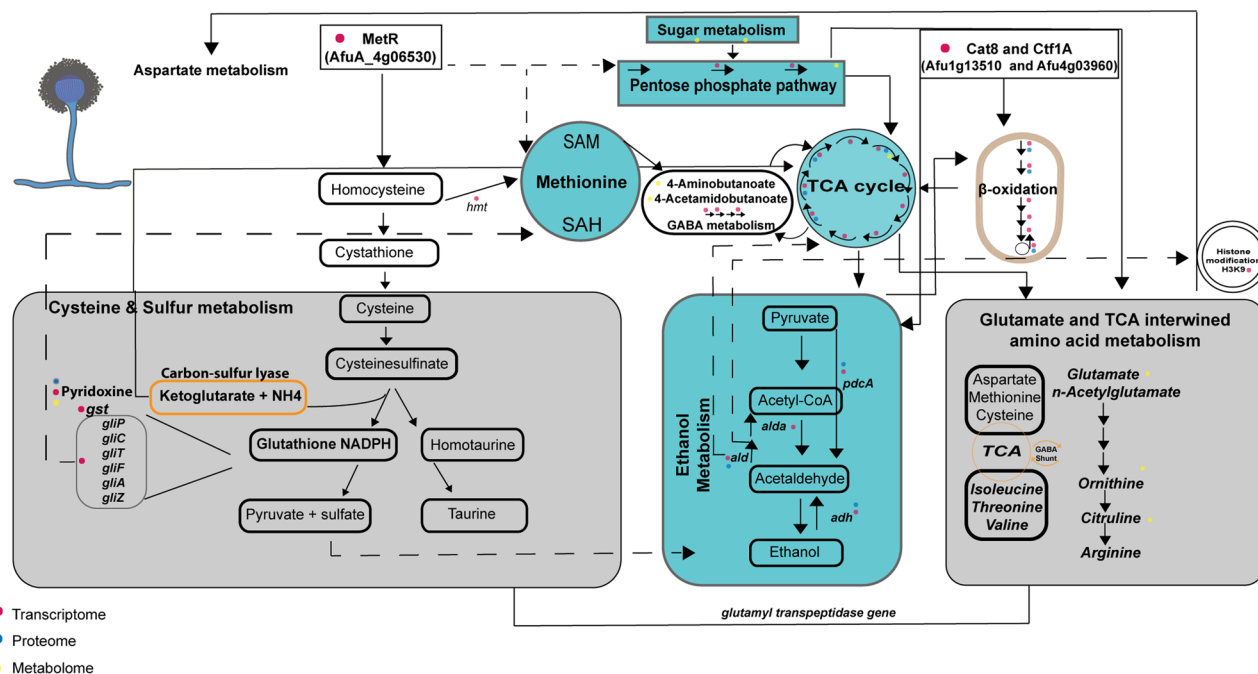 MetR
(AfuA_4g06530)
Aspartate metabolism
Sugar metabolism
Pentose phosphate pathway
Cat8 and Ctf1A
(Afu1g13510 and Afu4g03960)
Homocysteine
hmt
Cystathione
SAM
Methionine
SAH
4-Aminobutanoate
4-Acetamidobutanoate
GABA metabolism
TCA cycle
β-oxidation
Histone
modification
H3K9
Cysteine & Sulfur metabolism
Cysteine
Cysteinesulfinate
Carbon-sulfur lyase
Ketoglutarate + NH4
Pyridoxine
gst
gliP
gliC
gliT
gliF
gliA
gliZ
Glutathione NADPH
Homotaurine
Pyruvate + sulfate
Taurine
Ethanol
Metabolism
Pyruvate
pdcA
Acetyl-CoA
alda
ald
Acetaldehyde
adh
Ethanol
Glutamate and TCA interwined
amino acid metabolism
Aspartate
Methionine
Cysteine
TCA
GABA
Shunt
Isoleucine
Threonine
Valine
Glutamate
n-Acetylglutamate
Ornithine
Citruline
Arginine
glutamyl transpeptidase gene
Transcriptome
Proteome
Metabolome